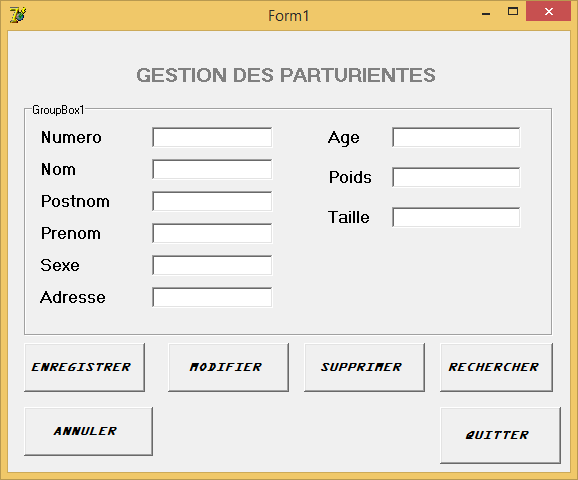 Form1
GESTION DES PARTURIENTES
GroupBox1
Numero
Nom
Postnom
Prenom
Sexe
Adresse
Age
Poids
Taille
ENREGISTRER MODIFIER SUPPRIMER RECHERCHER
ANNULER QUITTER